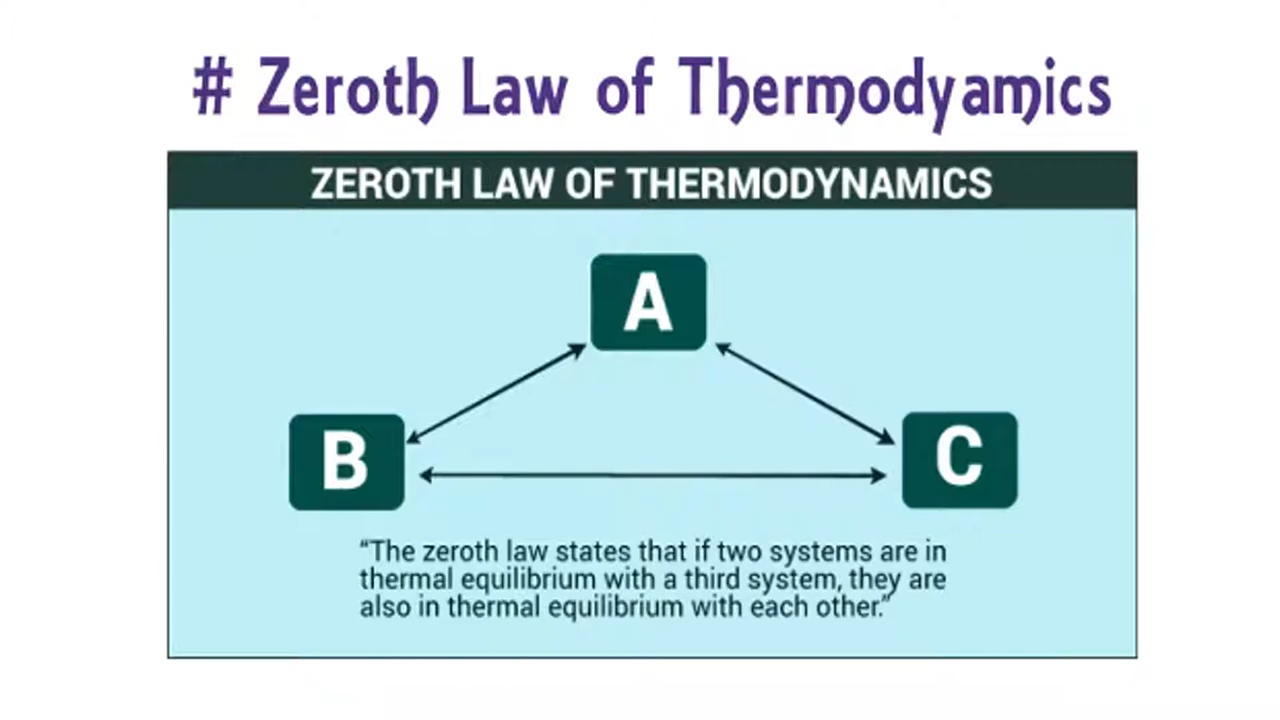 # Zeroth Law of Thermodyamics
ZEROTH LAW OF THERMODYNAMICS
A
B
C
“The zeroth law states that if two systems are in
thermal equilibrium with a third system, they are
also in thermal equilibrium with each other.”